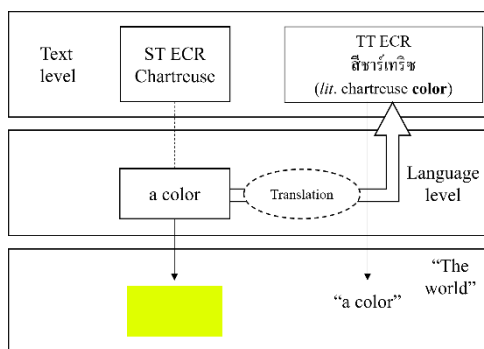 Text
level
ST ECR
Chartreuse
TT ECR
สีชาร์เทริซ
(lit. chartreuse color)
a color
Translation
Language
level
"The
world"
"a color"